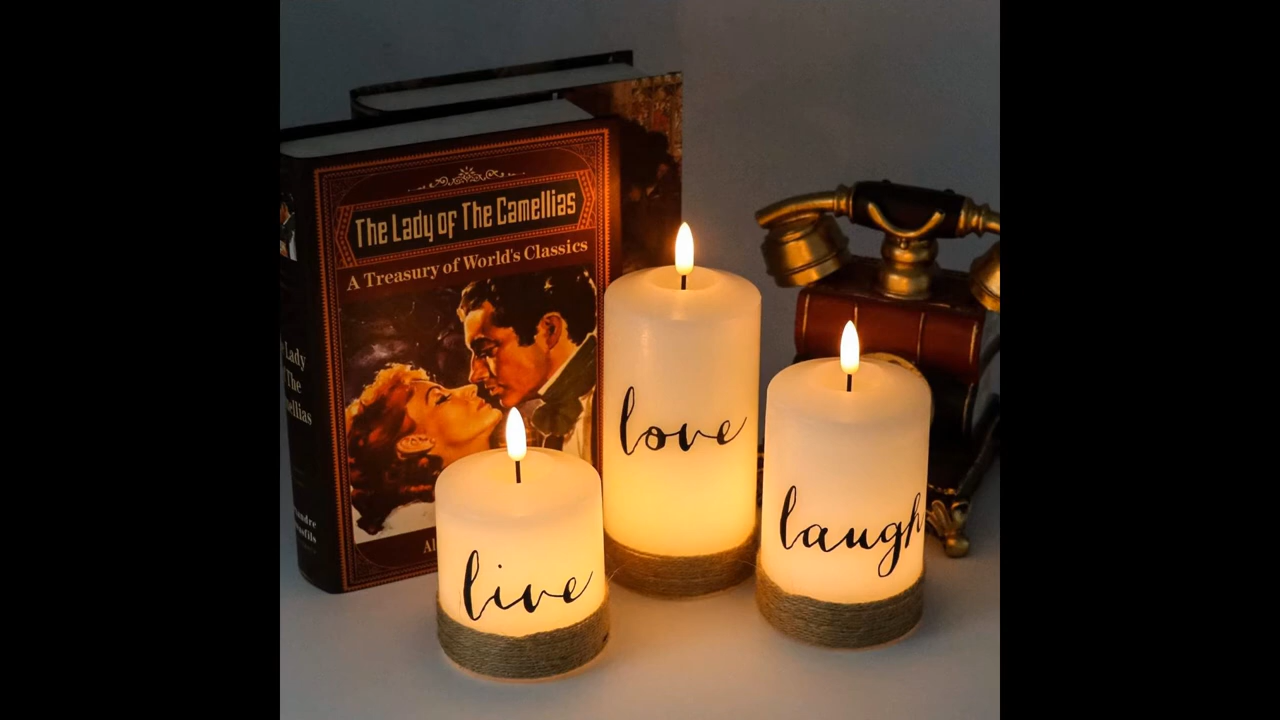 The Lady of The Camellias
A Treasury of World's Classics
Lady
The
love
laugh
live